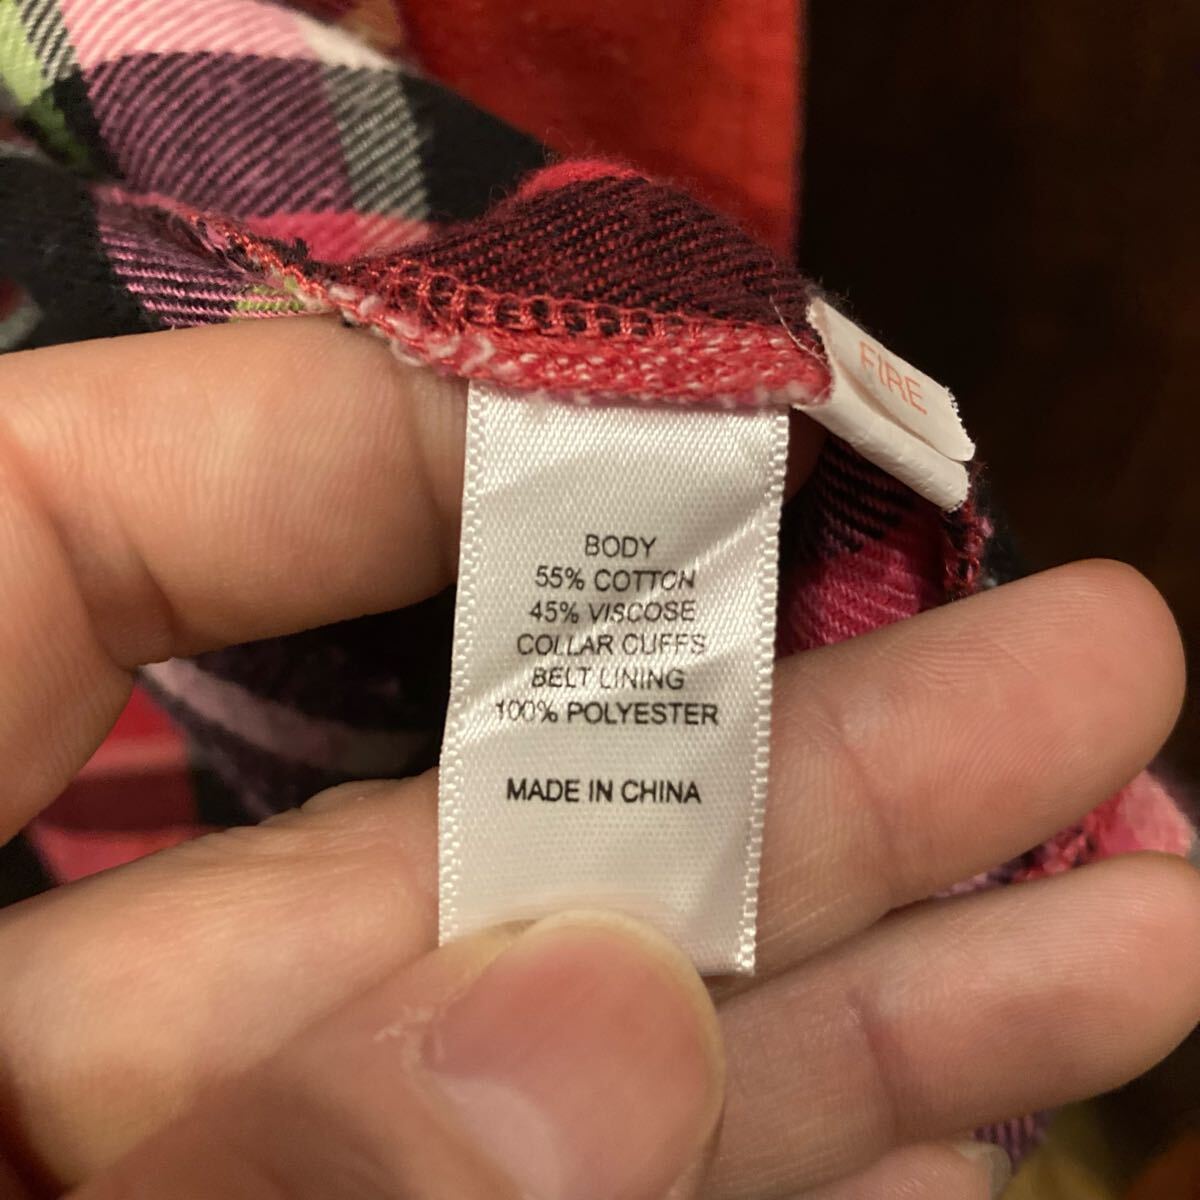 FIRE
BODY
55% COTTON
45% VISCOSE
COLLAR CUFFS
BELT LINING
100% POLYESTER
MADE IN CHINA